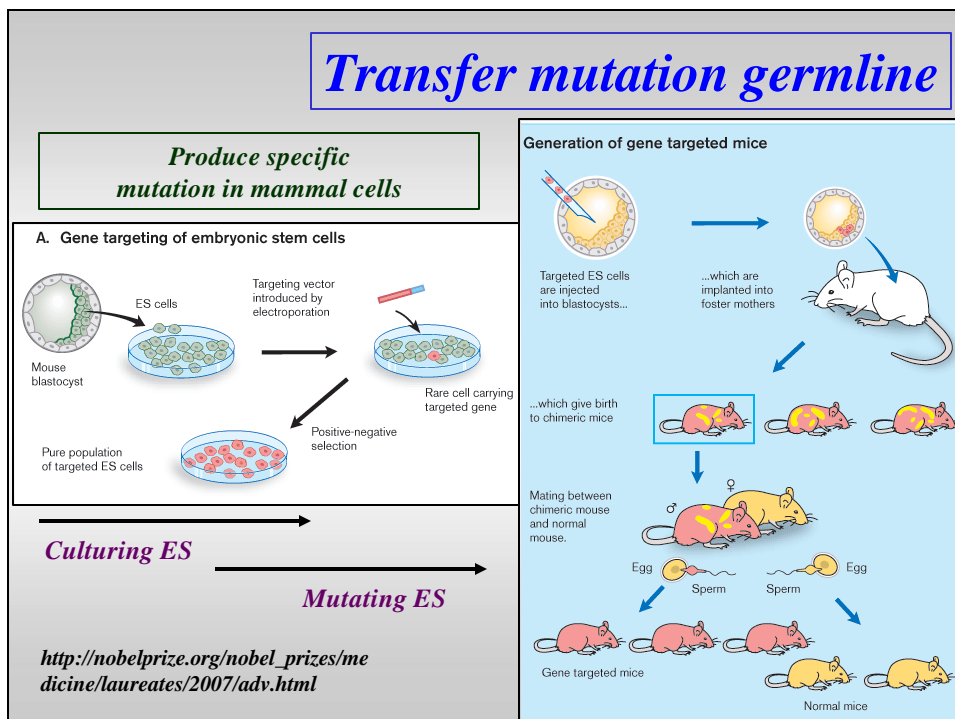 Transfer mutation germline
Produce specific
mutation in mammal cells
A. Gene targeting of embryonic stem cells
ES cells
Targeting vector
introduced by
electroporation
Mouse
blastocyst
Rare cell carrying
targeted gene
Positive-negative
selection
Pure population
of targeted ES cells
Culturing ES
Mutating ES
http://nobelprize.org/nobel_prizes/me
dicine/laureates/2007/adv.html
Generation of gene targeted mice
Targeted ES cells
are injected
into blastocysts...
...which are
implanted into
foster mothers
...which give birth
to chimeric mice
Mating between
chimeric mouse
and normal
mouse.
♂
♀
Egg
Sperm
Sperm
Egg
Gene targeted mice
Normal mice